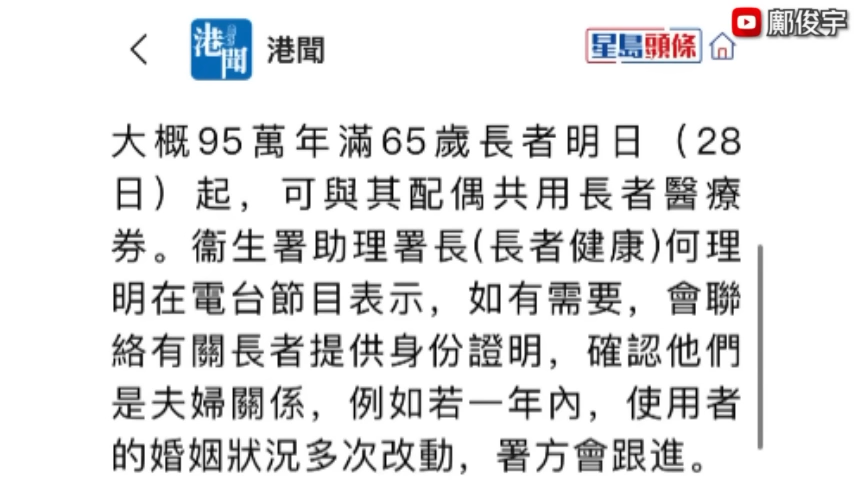 鄺俊宇
港聞 港聞
星島頭條
大概95萬年滿65歲長者明日（28
日）起，可與其配偶共用長者醫療
券。衞生署助理署長(長者健康)何理
明在電台節目表示，如有需要，會聯
絡有關長者提供身份證明，確認他們
是夫婦關係，例如若一年內，使用者
的婚姻狀況多次改動，署方會跟進。